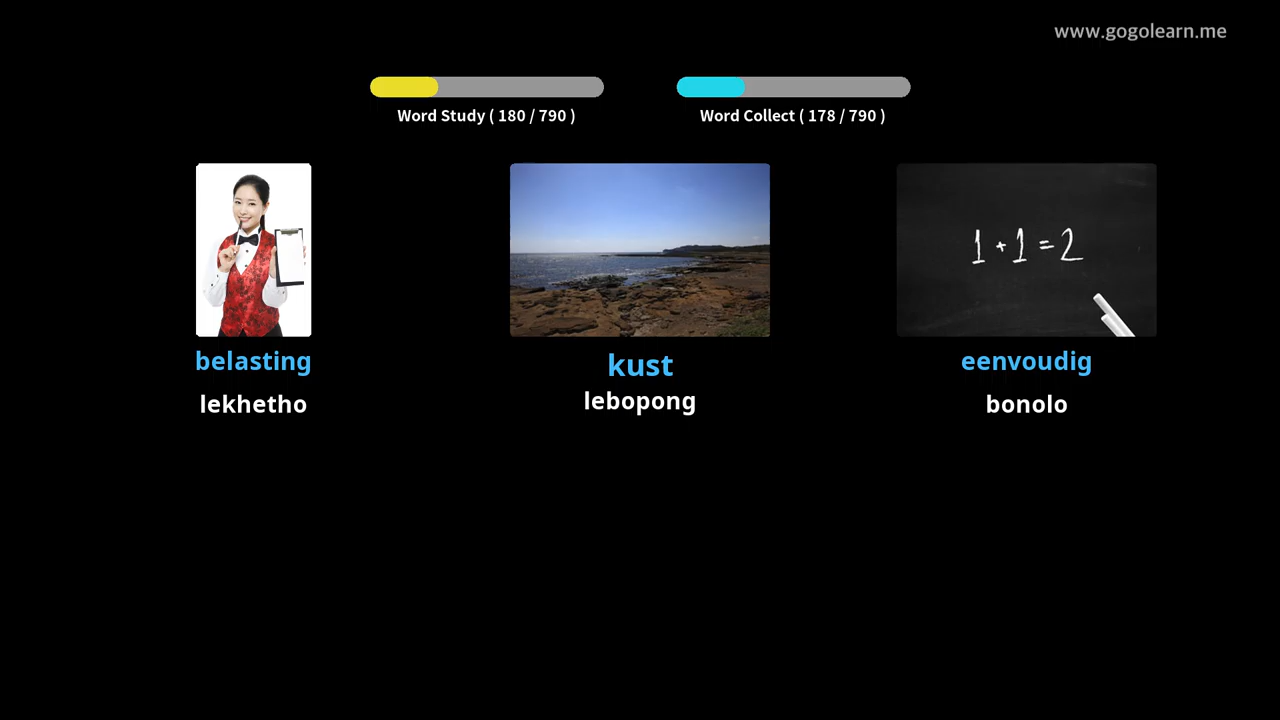 www.gogolearn.me
Word Study ( 180 / 790 )
Word Collect ( 178 / 790 )
1 + 1 = 2
belasting
kust
eenvoudig
lekhetho
lebopong
bonolo